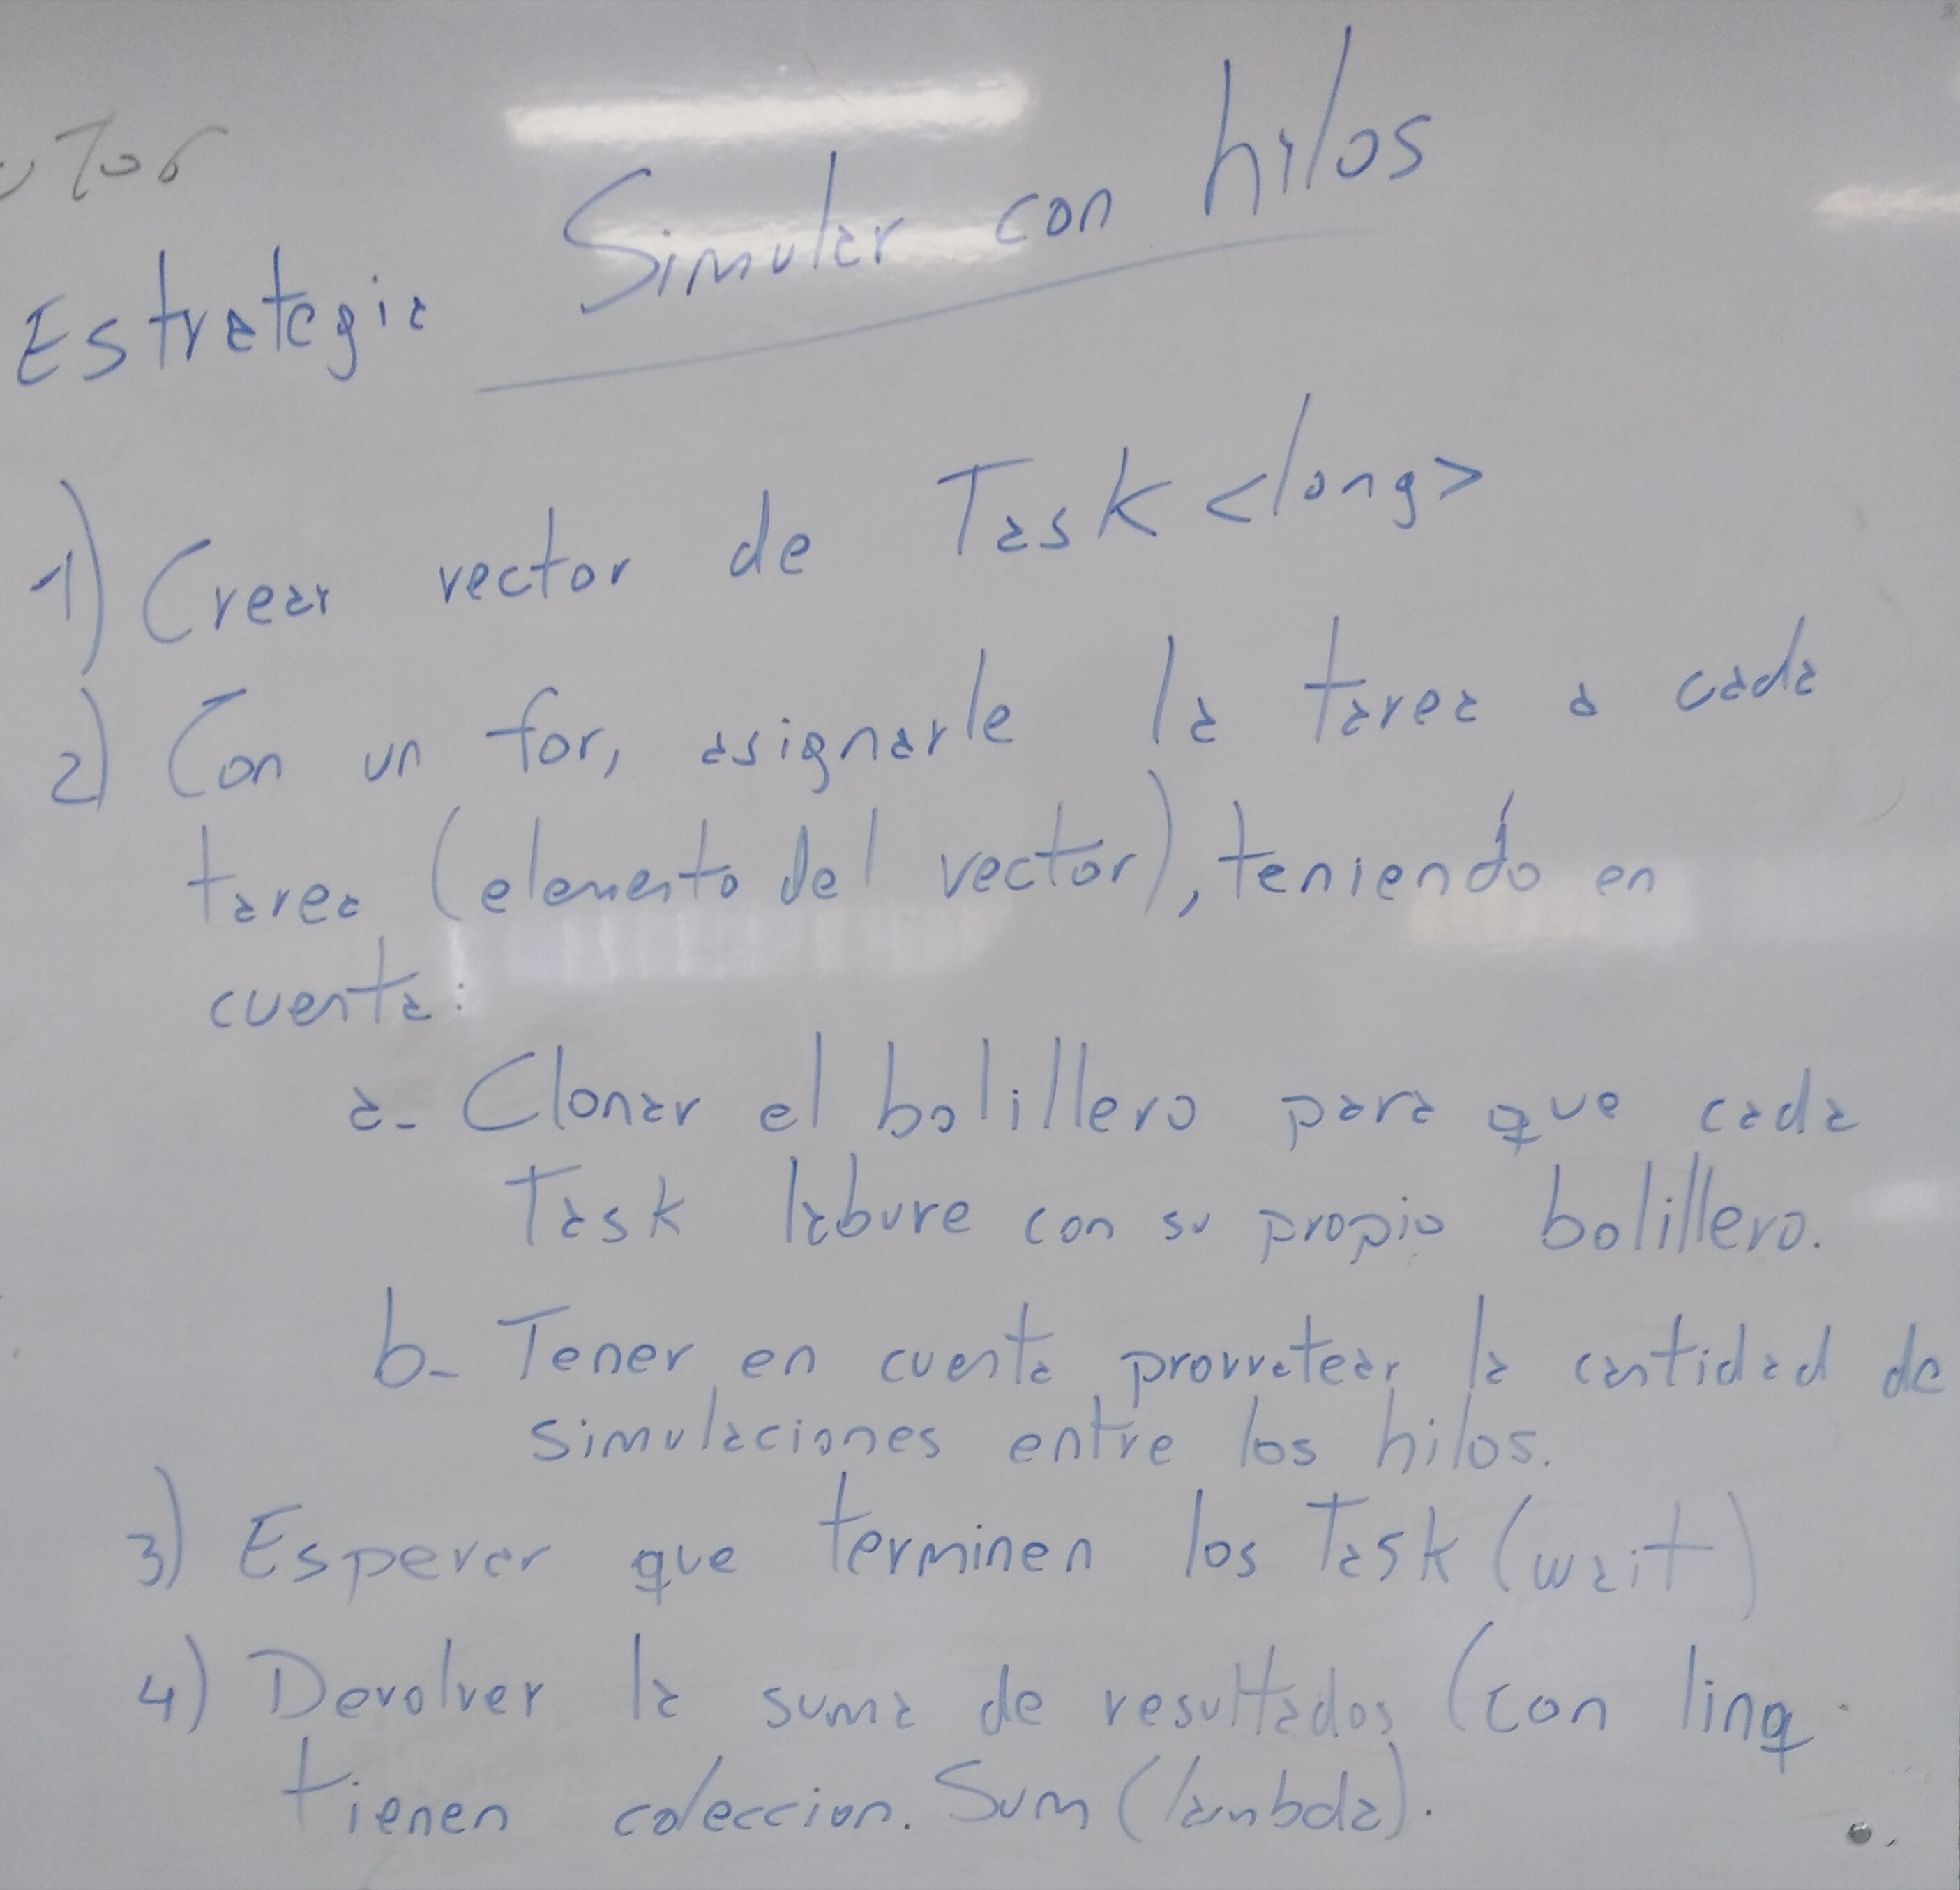 Estrategia Simular con hilos
1) Crear vector de Task <long>
2) Con un for, asignarle la tarea a cada
tarea (elemento del vector), teniendo en
cuenta:
a- Clonar el bolillero para que cada
Task labure con su propio bolillero.
b- Tener en cuenta prorratear la cantidad de
simulaciones entre los hilos.
3) Esperar que terminen los Task (wait)
4) Devolver la suma de resultados (con linq
tienen coleccion. Sum (lambda).